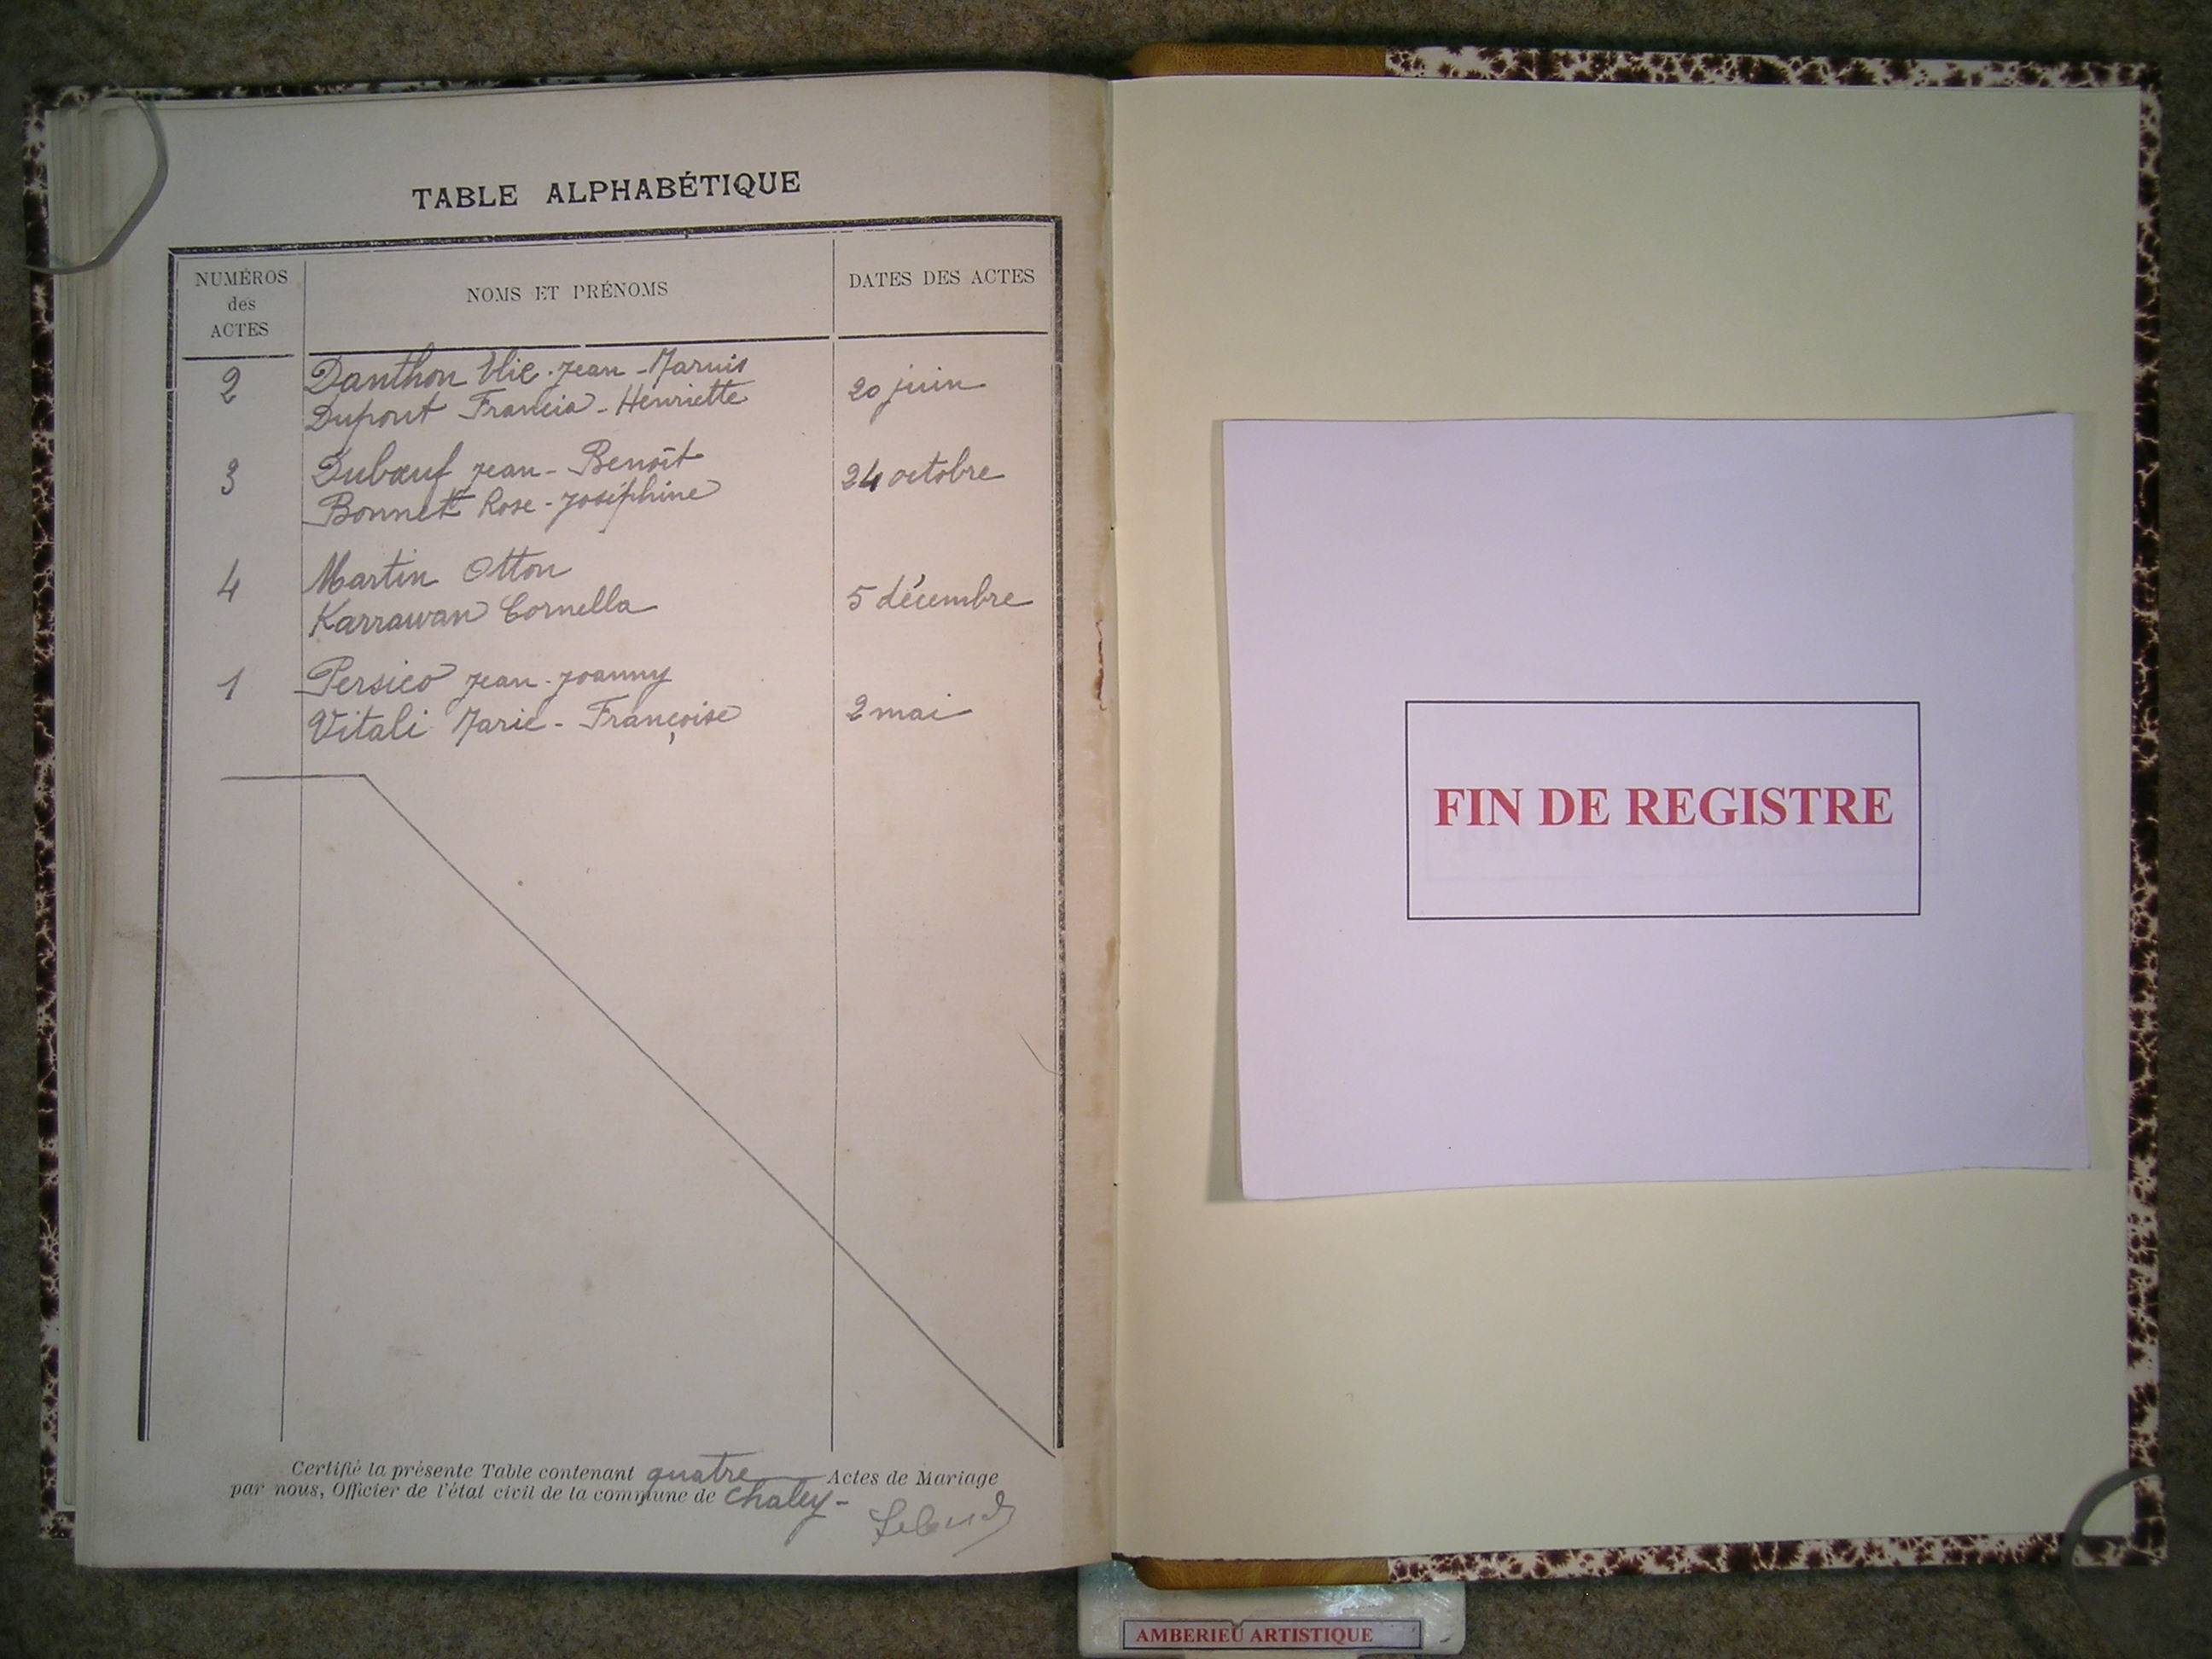 TABLE ALPHABÉTIQUE
NUMÉROS
des
ACTES
NOMS ET PRÉNOMS
DATES DES ACTES
2
Danthon Elie-Jean-Marius
Dupont Francia-Henriette
20 juin
3
Dubœuf Jean-Benoît
Bonnet Rose-Joséphine
24 octobre
4
Martin Otton
Karrawan Cornella
5 décembre
1
Persico Jean-Joanny
Vitali Marie-Françoise
2 mai
Certifié la présente Table contenant quatre Actes de Mariage
par nous, Officier de l'état civil de la commune de Chaley-
FIN DE REGISTRE
AMBERIEU ARTISTIQUE